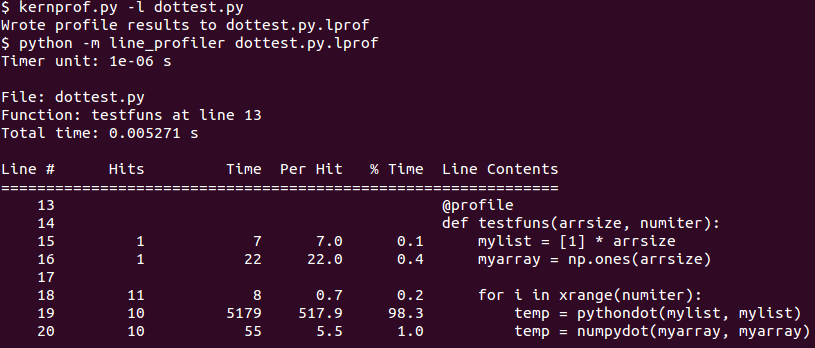 $ kernprof.py -l dottest.py
Wrote profile results to dottest.py.lprof
$ python -m line_profiler dottest.py.lprof
Timer unit: 1e-06 s

File: dottest.py
Function: testfuns at line 13
Total time: 0.005271 s

Line #      Hits         Time  Per Hit   % Time  Line Contents
==============================================================
    13                                           @profile
    14                                           def testfuns(arrsize, numiter):
    15         1            7      7.0      0.1      mylist = [1] * arrsize
    16         1           22     22.0      0.4      myarray = np.ones(arrsize)
    17
    18        11            8      0.7      0.2      for i in xrange(numiter):
    19        10         5179    517.9     98.3          temp = pythondot(mylist, mylist)
    20        10           55      5.5      1.0          temp = numpydot(myarray, myarray)